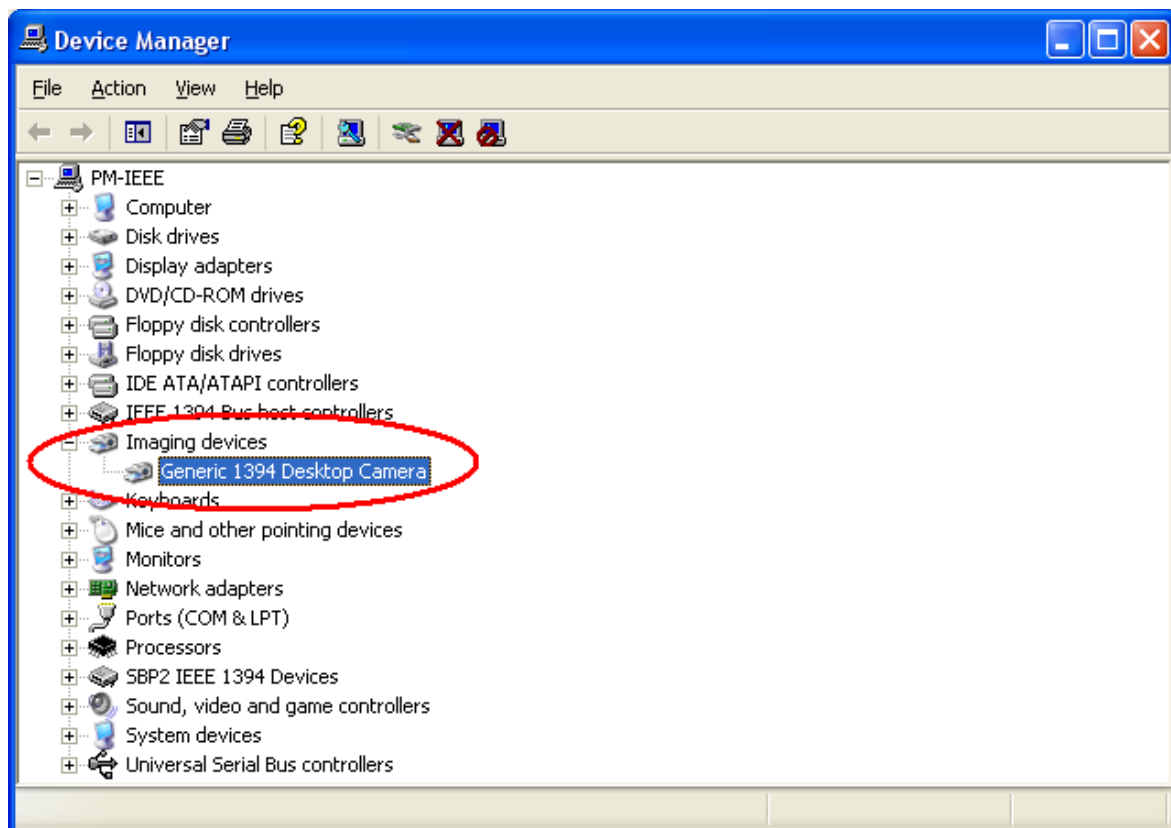 Device Manager
File Action View Help
PM-IEEE
Computer
Disk drives
Display adapters
DVD/CD-ROM drives
Floppy disk controllers
Floppy disk drives
IDE ATA/ATAPI controllers
IEEE 1394 Bus host controllers
Imaging devices
Generic 1394 Desktop Camera
Keyboards
Mice and other pointing devices
Monitors
Network adapters
Ports (COM & LPT)
Processors
SBP2 IEEE 1394 Devices
Sound, video and game controllers
System devices
Universal Serial Bus controllers